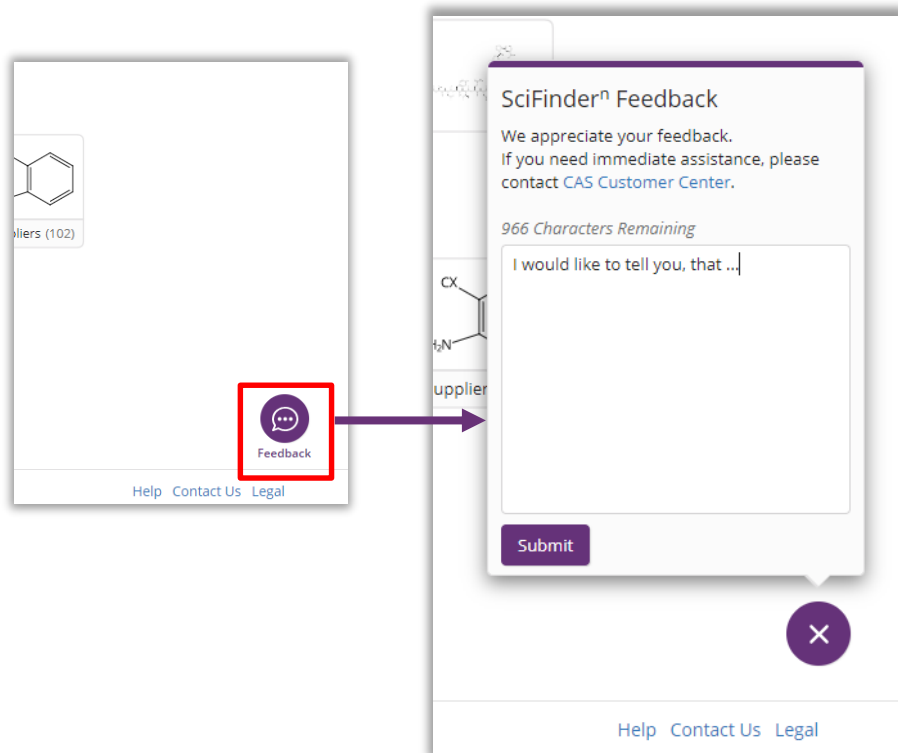 liers (102)
Feedback
Help Contact Us Legal
SciFinderⁿ Feedback
We appreciate your feedback.
If you need immediate assistance, please
contact CAS Customer Center.
966 Characters Remaining
I would like to tell you, that ...
Submit
CX
H₂N
upplier
Help Contact Us Legal